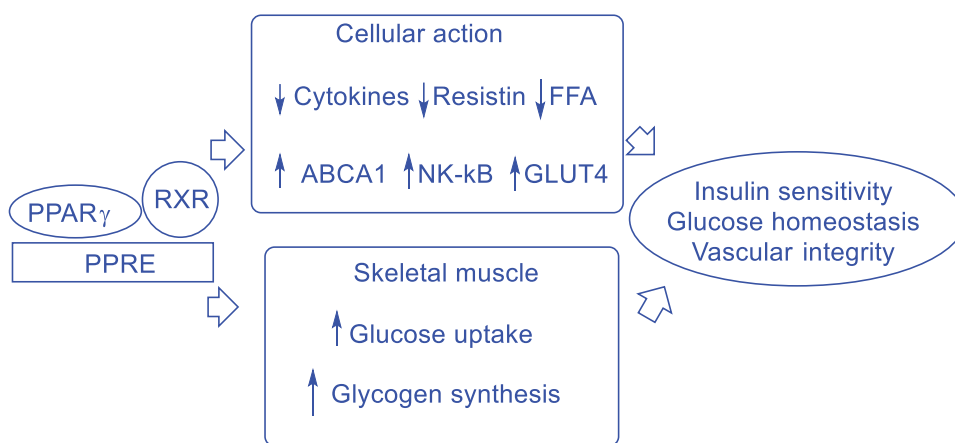 Cellular action
↓ Cytokines ↓ Resistin ↓ FFA
↑ ABCA1 ↑ NK-kB ↑ GLUT4
PPARγ RXR
PPRE
Skeletal muscle
↑ Glucose uptake
↑ Glycogen synthesis
Insulin sensitivity
Glucose homeostasis
Vascular integrity